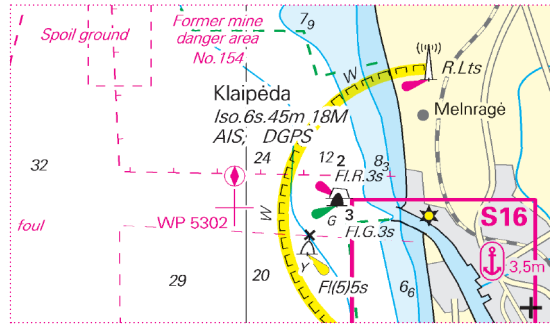 7₉
Former mine
danger area
No.154
Spoil ground
W
R.Lts
Klaipėda
Iso.6s.45m 18M
AIS, DGPS
Melnragė
32
24
12
2
8₃
Fl.R.3s
W
foul
WP 5302
G
3
Fl.G.3s
S16
3,5m
Y
29
20
Fl(5)5s
6₆